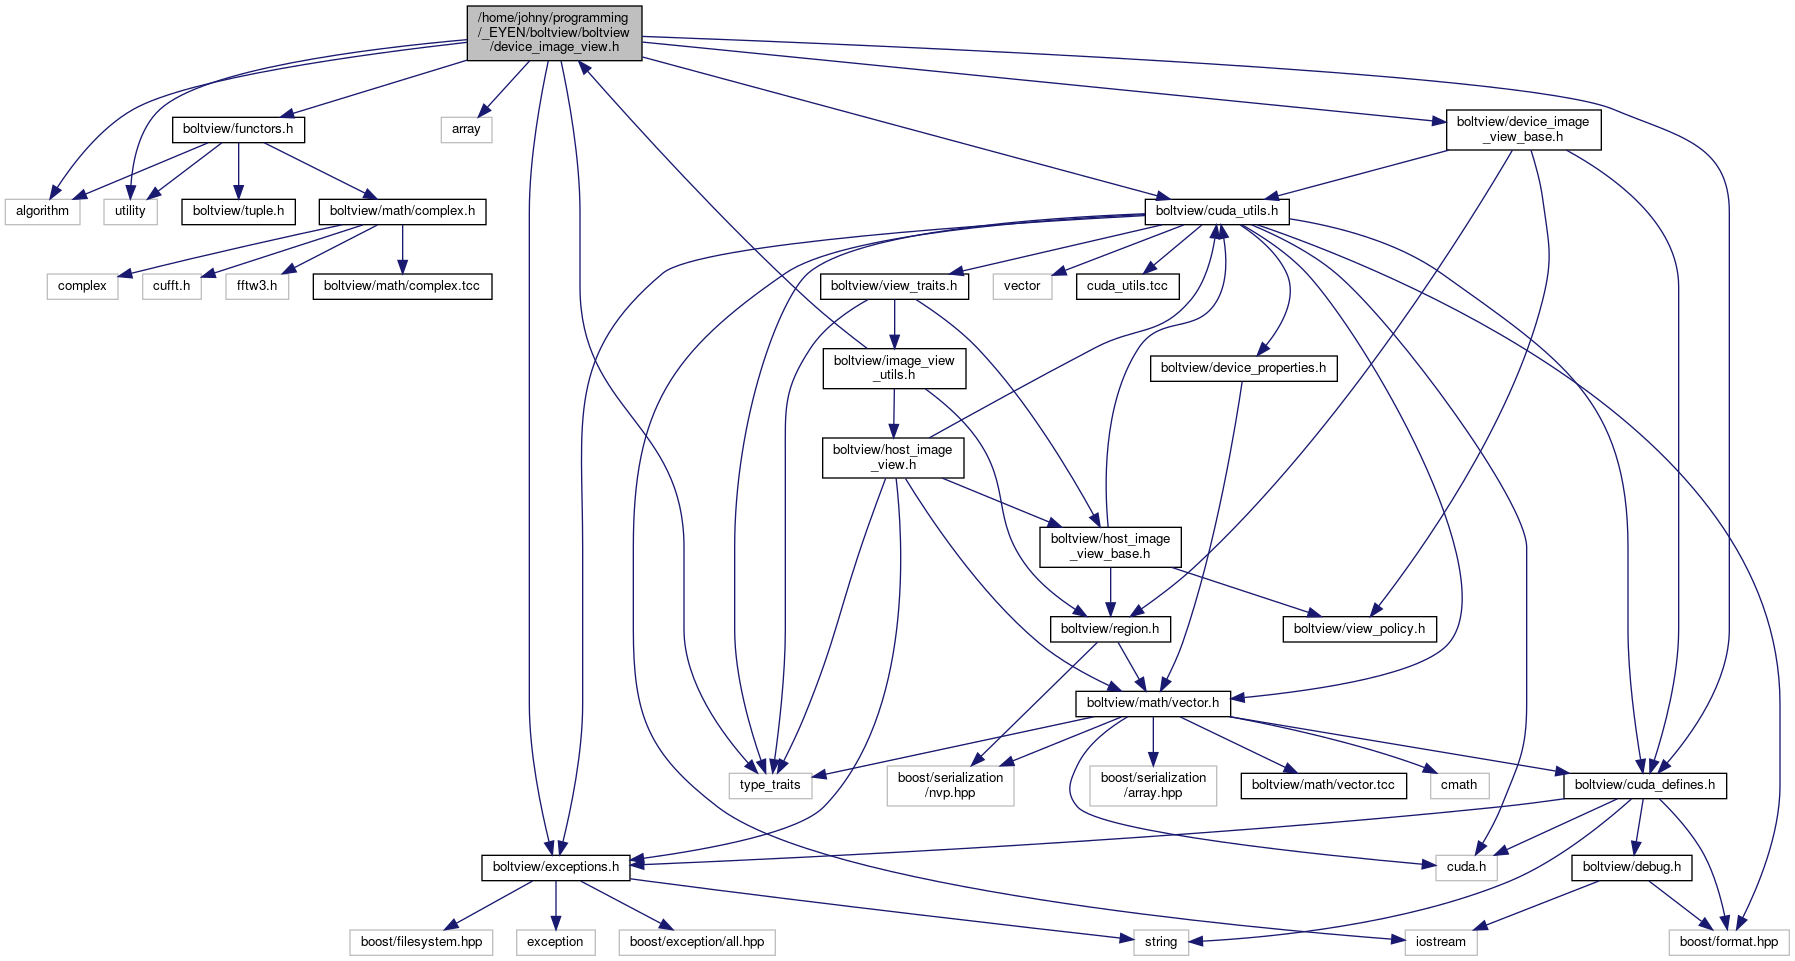 /home/johny/programming
/_EYEN/boltview/boltview
/device_image_view.h
boltview/functors.h
array
boltview/device_image
_view_base.h
algorithm
utility
boltview/tuple.h
boltview/math/complex.h
boltview/cuda_utils.h
complex
cufft.h
fftw3.h
boltview/math/complex.tcc
boltview/view_traits.h
vector
cuda_utils.tcc
boltview/image_view
_utils.h
boltview/device_properties.h
boltview/host_image
_view.h
boltview/host_image
_view_base.h
boltview/region.h
boltview/view_policy.h
boltview/math/vector.h
type_traits
boost/serialization
/nvp.hpp
boost/serialization
/array.hpp
boltview/math/vector.tcc
cmath
boltview/cuda_defines.h
boltview/exceptions.h
cuda.h
boltview/debug.h
boost/filesystem.hpp
exception
boost/exception/all.hpp
string
iostream
boost/format.hpp